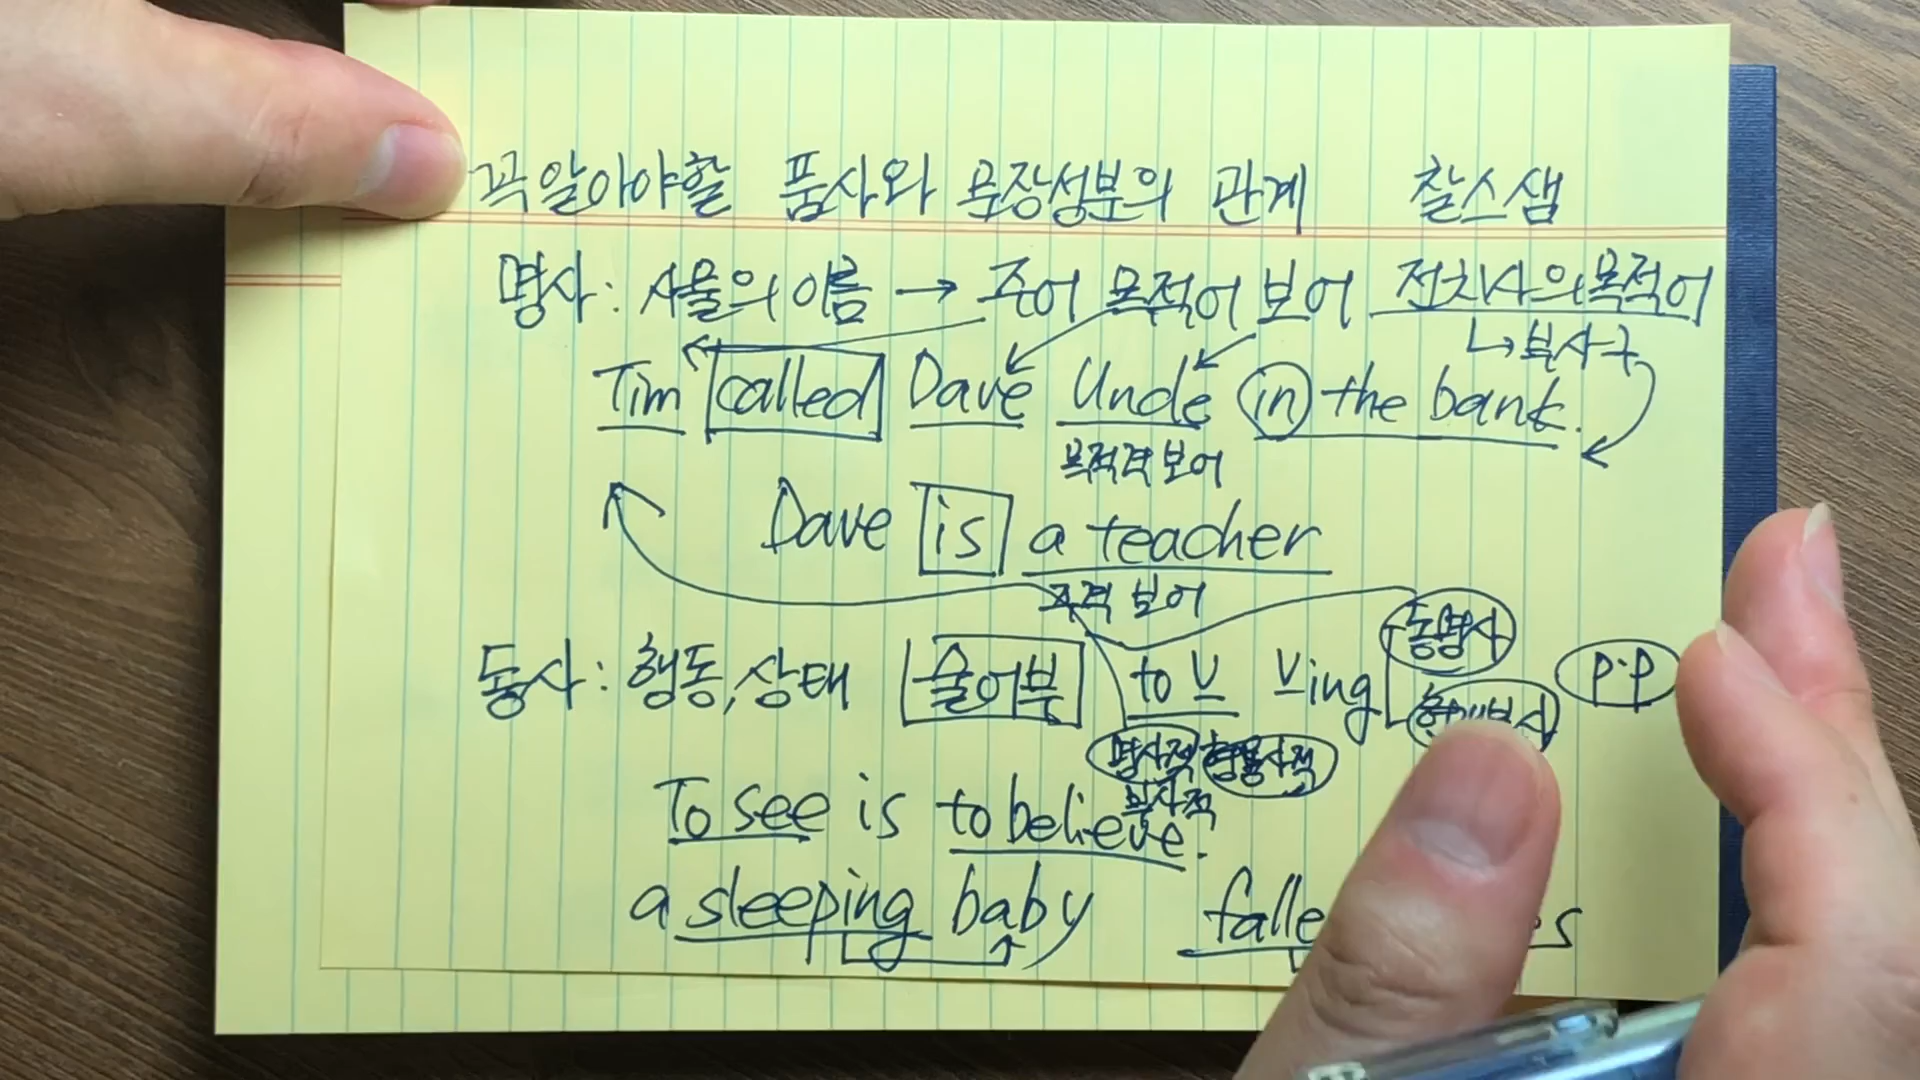 꼭알아야할 품사와 문장성분의 관계 찰스샘
명사: 사물의 이름 → 주어 목적어 보어 전치사의목적어
↳ 부사구
Tim called Dave Uncle in the bank.
목적격 보어
Dave is a teacher
주격 보어
동사: 행동, 상태 술어부 to V Ving 동명사 p.p
명사적 형용사적
부사적
To see is to believe.
a sleeping baby